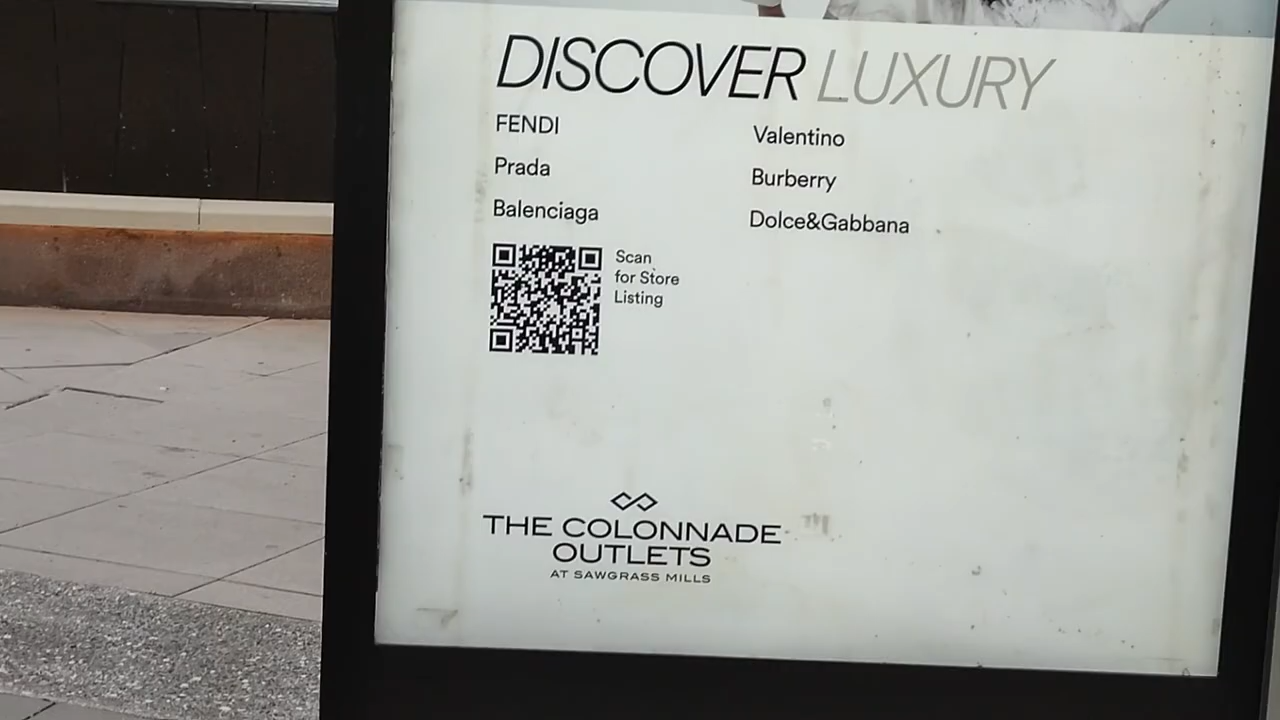 DISCOVER LUXURY
FENDI
Prada
Balenciaga
Valentino
Burberry
Dolce&Gabbana
Scan
for Store
Listing
THE COLONNADE
OUTLETS
AT SAWGRASS MILLS